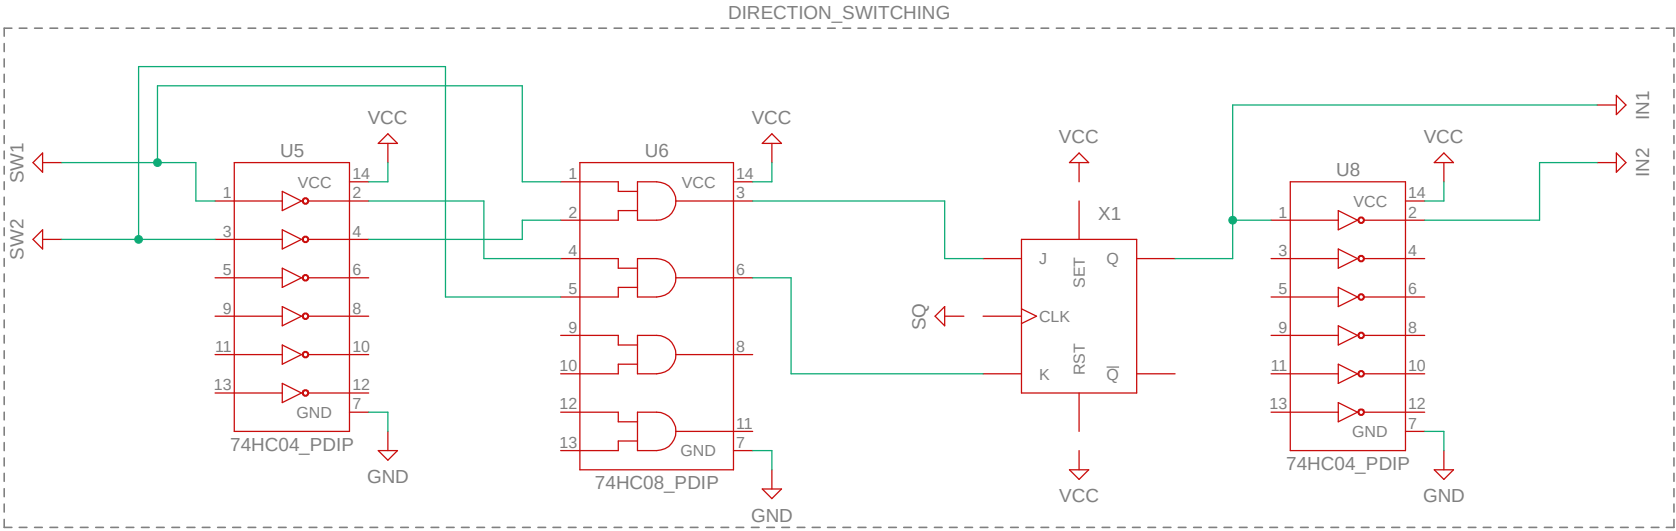 DIRECTION_SWITCHING
SW1
SW2
U5
VCC
VCC
1
14
2
3
4
5
6
9
8
11
10
13
12
7
GND
74HC04_PDIP
GND
U6
VCC
VCC
1
14
3
2
4
6
5
9
8
10
12
11
13
7
GND
74HC08_PDIP
GND
VCC
X1
J
SET
Q
SQ
CLK
K
RST
Q̅
VCC
IN1
IN2
VCC
U8
VCC
14
1
2
3
4
5
6
9
8
11
10
13
12
7
GND
74HC04_PDIP
GND